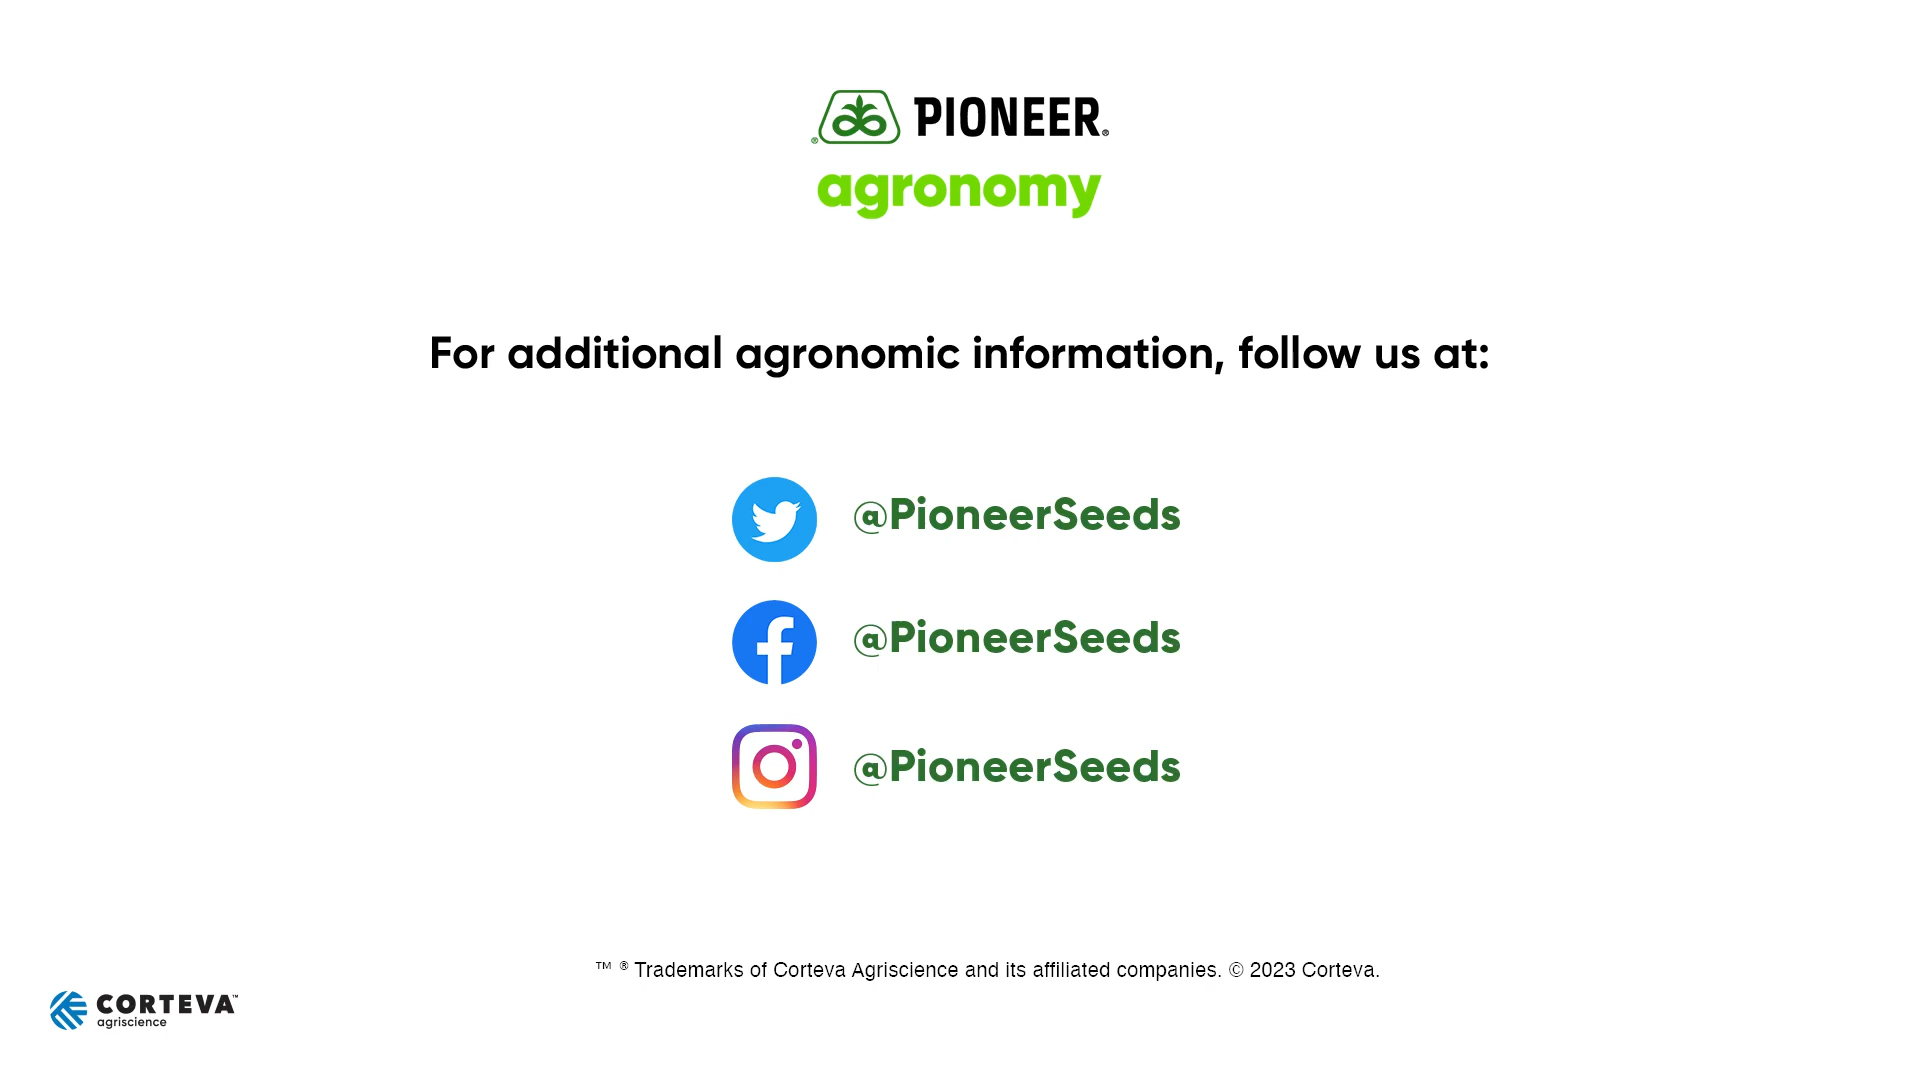 PIONEER®
agronomy
For additional agronomic information, follow us at:
@PioneerSeeds
@PioneerSeeds
@PioneerSeeds
™ ® Trademarks of Corteva Agriscience and its affiliated companies. © 2023 Corteva.
CORTEVA™
agriscience